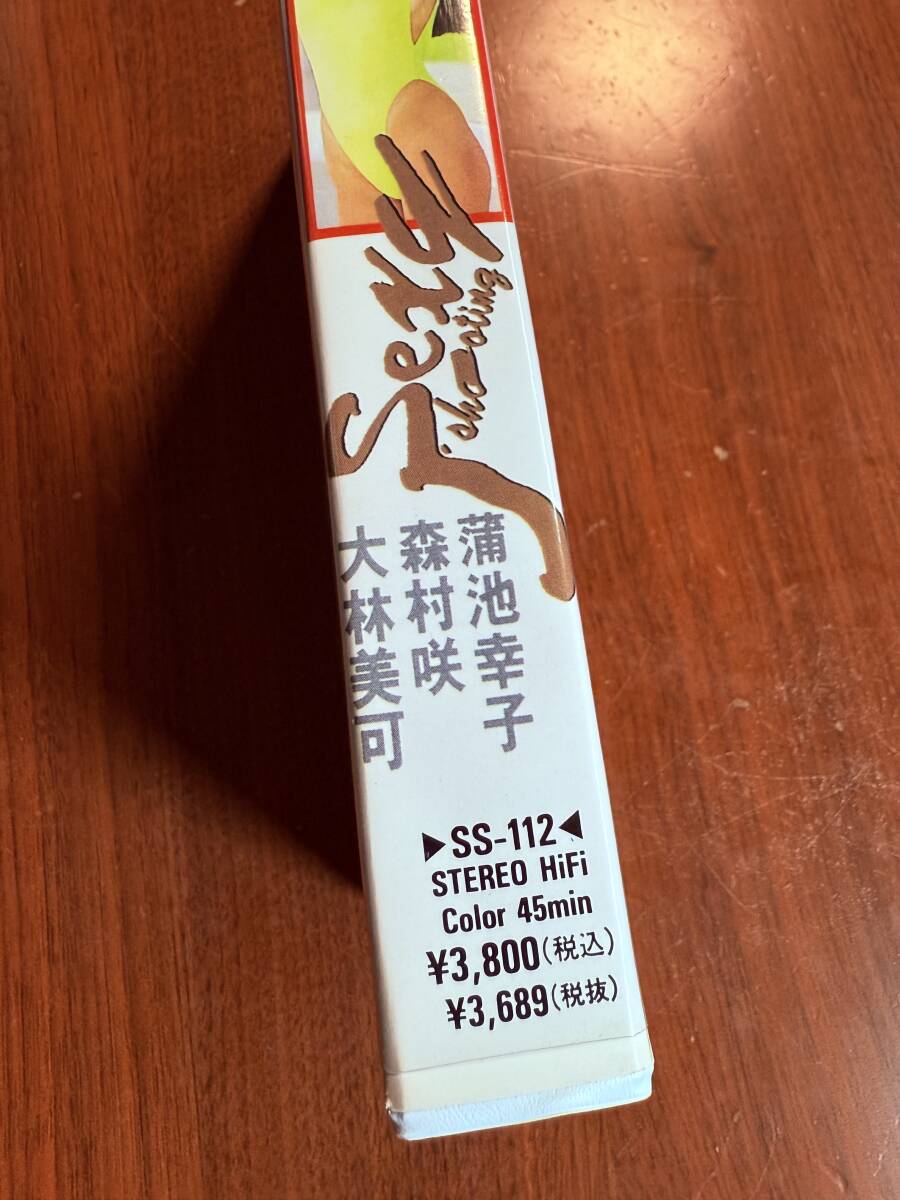 Sexy
shooting
蒲池幸子
森村咲
大林美可
▶SS-112◀
STEREO HiFi
Color 45min
¥3,800(税込)
¥3,689(税抜)